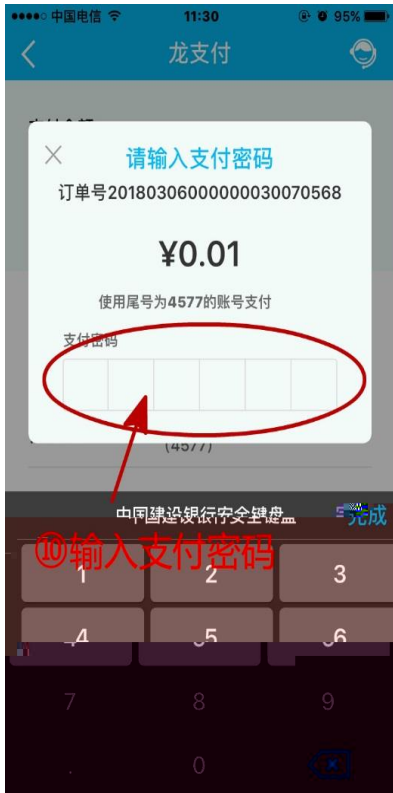 中国电信 11:30 95%
龙支付
请输入支付密码
订单号20180306000000030070568
¥0.01
使用尾号为4577的账号支付
支付密码
(4577)
中国建设银行安全键盘 完成
⑩输入支付密码
1 2 3
4 5 6
7 8 9
. 0